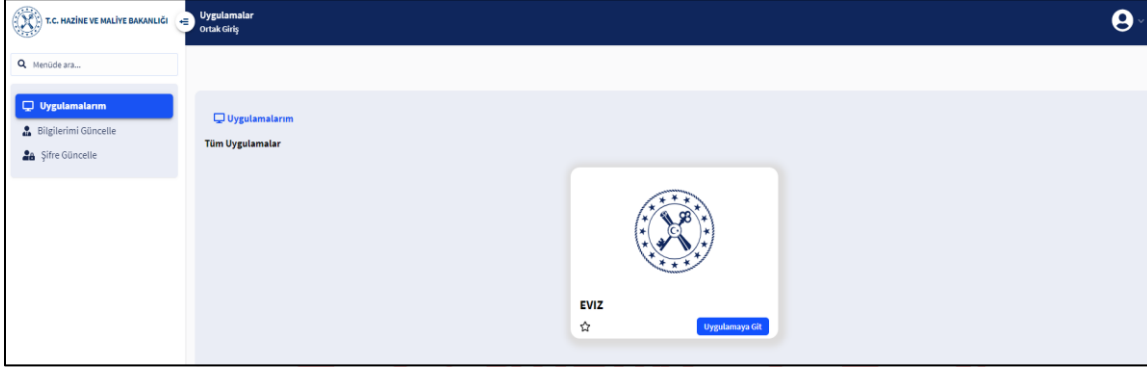 T.C. HAZİNE VE MALİYE BAKANLIĞI
Uygulamalar
Ortak Giriş
Menüde ara...
Uygulamalarım
Bilgilerimi Güncelle
Şifre Güncelle
Uygulamalarım
Tüm Uygulamalar
EVIZ
Uygulamaya Git